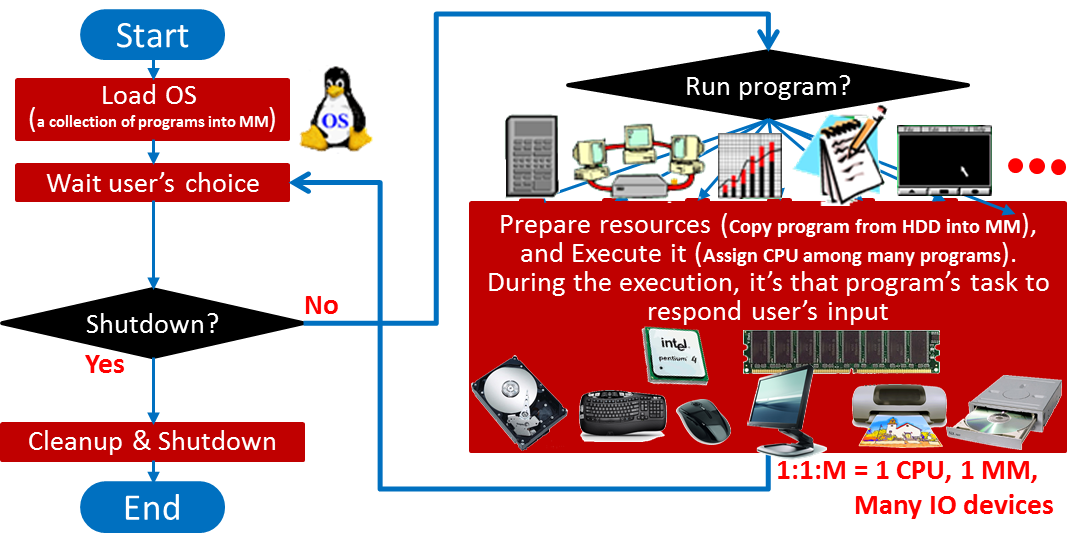 Start
Load OS
(a collection of programs into MM)
OS
Wait user's choice
Shutdown?
No
Yes
Cleanup & Shutdown
End
Run program?
Prepare resources (Copy program from HDD into MM),
and Execute it (Assign CPU among many programs).
During the execution, it's that program's task to
respond user's input
intel
pentium 4
1:1:M = 1 CPU, 1 MM,
Many IO devices